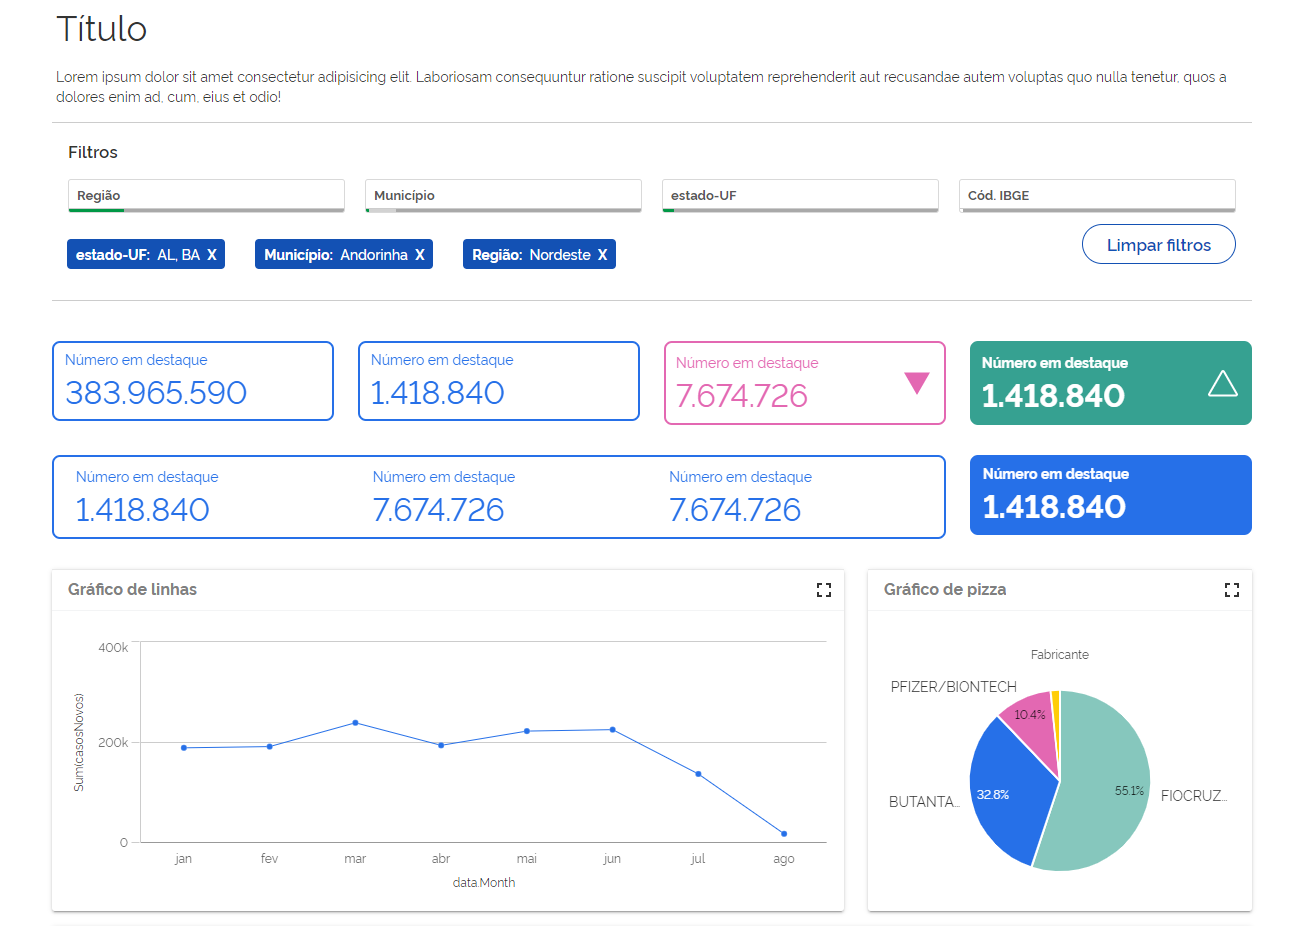 Título
Lorem ipsum dolor sit amet consectetur adipisicing elit. Laboriosam consequuntur ratione suscipit voluptatem reprehenderit aut recusandae autem voluptas quo nulla tenetur, quos a
dolores enim ad, cum, eius et odio!
Filtros
Região
Município
estado-UF
Cód. IBGE
estado-UF: AL, BA X
Município: Andorinha X
Região: Nordeste X
Limpar filtros
Número em destaque
383.965.590
Número em destaque
1.418.840
Número em destaque
7.674.726
Número em destaque
1.418.840
Número em destaque
1.418.840
Número em destaque
7.674.726
Número em destaque
7.674.726
Número em destaque
1.418.840
Gráfico de linhas
400k
200k
0
Sum(casosNovos)
jan fev mar abr mai jun jul ago
data.Month
Gráfico de pizza
Fabricante
PFIZER/BIONTECH
10.4%
BUTANTA...
32.8%
55.1%
FIOCRUZ...